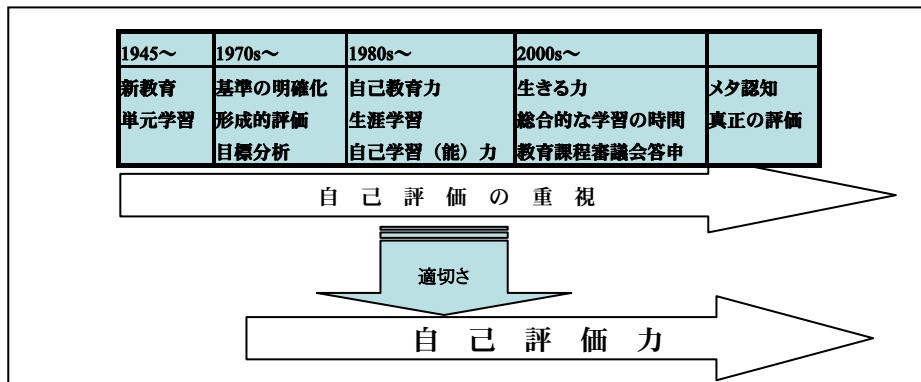 1945～ 1970s～ 1980s～ 2000s～
新教育 基準の明確化 自己教育力 生きる力 メタ認知
単元学習 形成的評価 生涯学習 総合的な学習の時間 真正の評価
目標分析 自己学習（能）力 教育課程審議会答申
自己評価の重視
適切さ
自己評価力